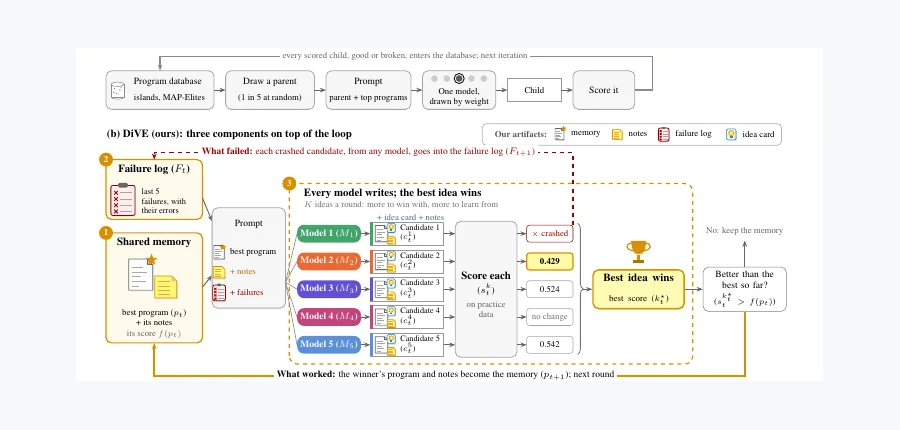 every scored child, good or broken, enters the database; next iteration
Program database
islands, MAP-Elites
Draw a parent
(1 in 5 at random)
Prompt
parent + top programs
One model,
drawn by weight
Child
Score it
(b) DiVE (ours): three components on top of the loop
Our artifacts:
memory
notes
failure log
idea card
What failed: each crashed candidate, from any model, goes into the failure log (F_{t+1})
2
Failure log (F_t)
last 5
failures, with
their errors
1
Shared memory
best program (p_t)
+ its notes
its score f(p_t)
Prompt
best program
+ notes
+ failures
3
Every model writes; the best idea wins
K ideas a round: more to win with, more to learn from
+ idea card + notes
Model 1 (M_1)
Candidate 1
(c_t^1)
× crashed
Model 2 (M_2)
Candidate 2
(c_t^2)
0.429
Model 3 (M_3)
Candidate 3
(c_t^3)
0.524
Model 4 (M_4)
Candidate 4
(c_t^4)
no change
Model 5 (M_5)
Candidate 5
(c_t^5)
0.542
Score each
(s_t^k)
on practice
data
Best idea wins
best score (k_t^*)
No: keep the memory
Better than the
best so far?
(s_t^{k_t^*} > f(p_t))
What worked: the winner's program and notes become the memory (p_{t+1}); next round